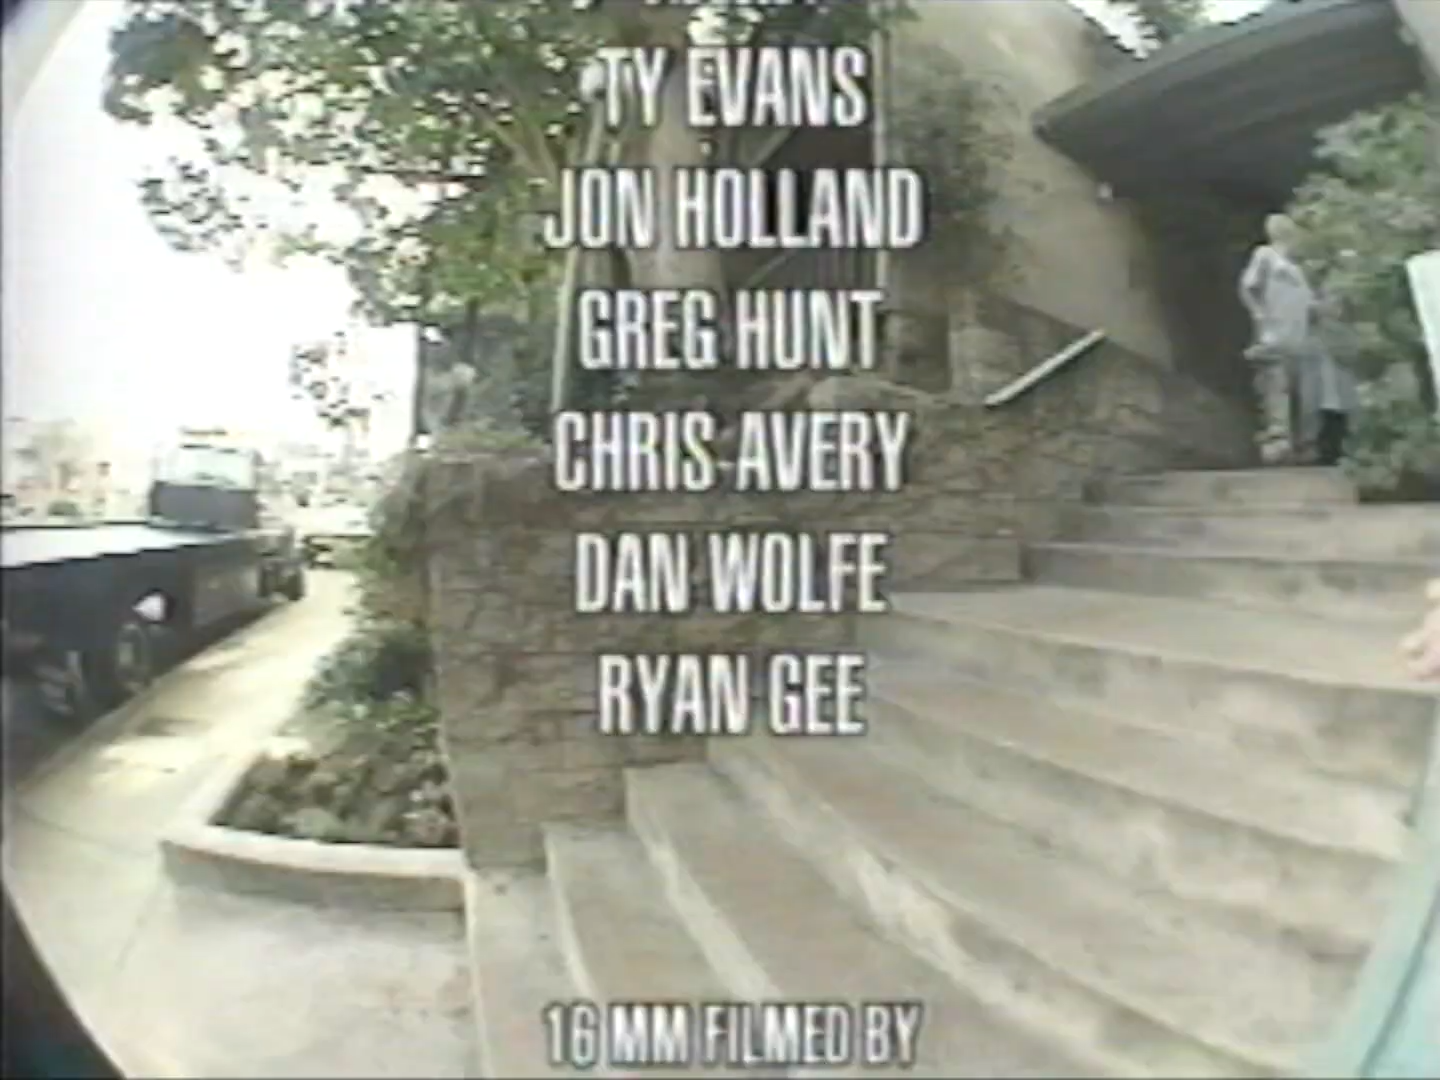 TY EVANS
JON HOLLAND
GREG HUNT
CHRIS AVERY
DAN WOLFE
RYAN GEE
16 MM FILMED BY